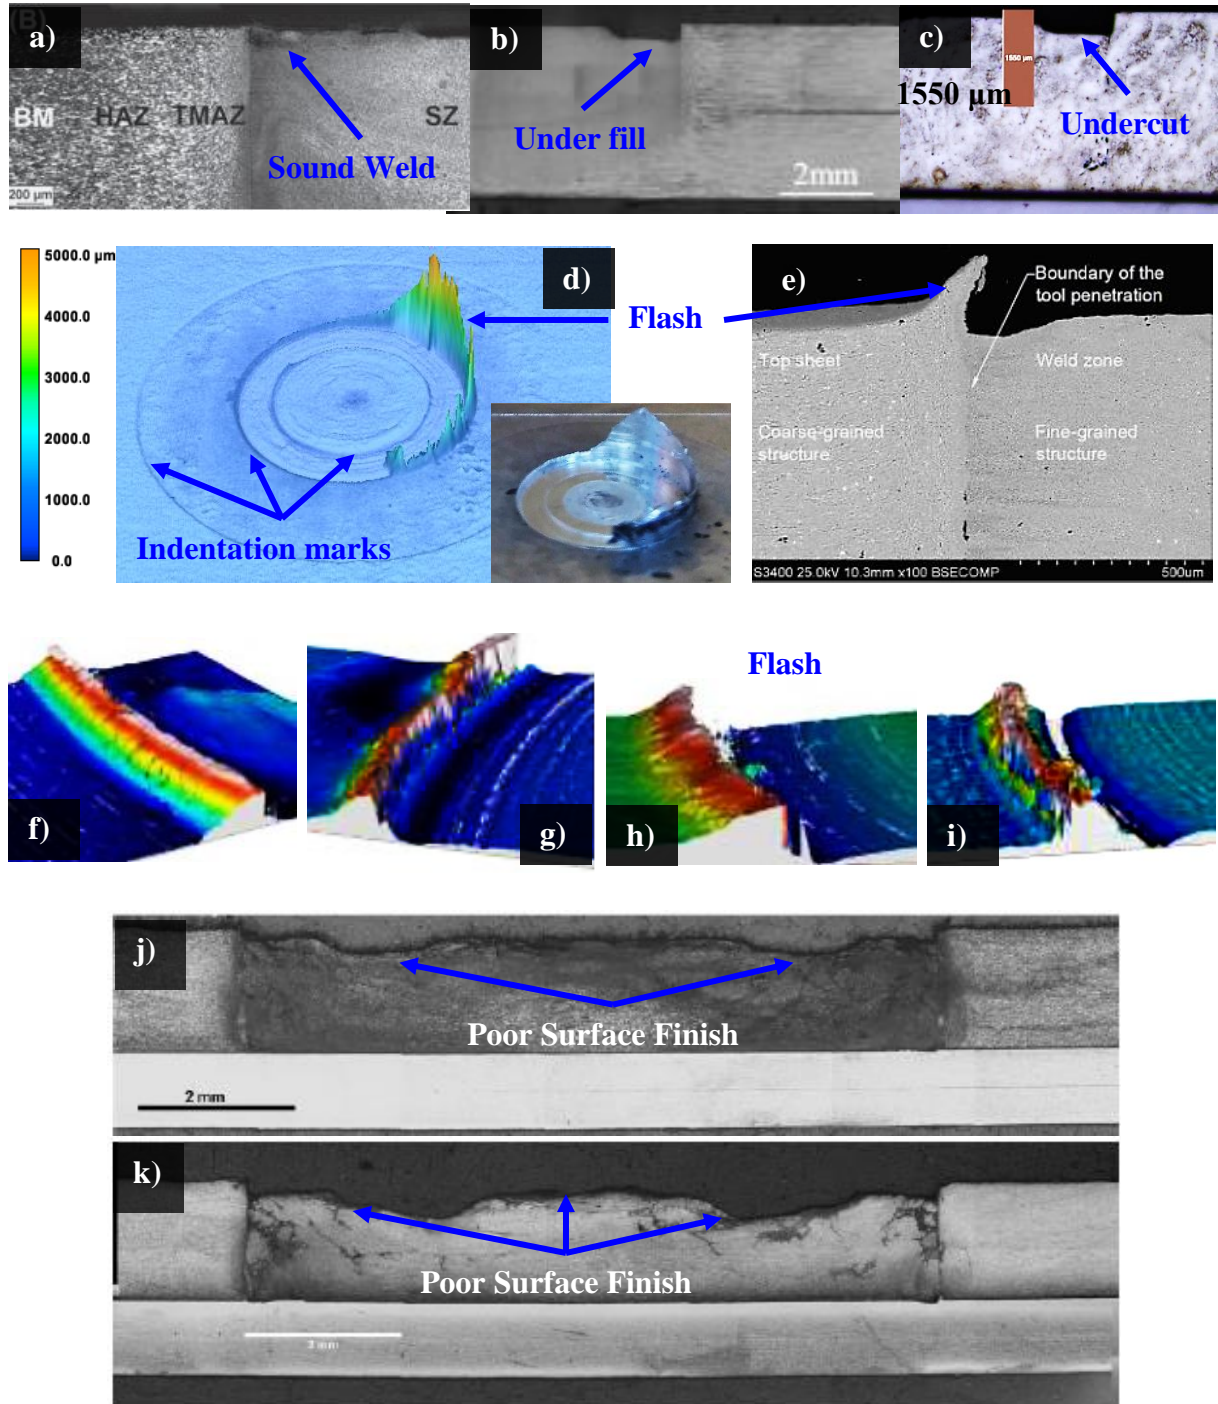 (B)
a)
b)
c)
1550 µm
1550 µm
BM HAZ TMAZ SZ
Under fill
Undercut
Sound Weld
2mm
200 µm
5000.0 µm
4000.0
3000.0
2000.0
1000.0
0.0
d)
Flash
Indentation marks
e)
Boundary of the
tool penetration
Top sheet
Weld zone
Coarse-grained
structure
Fine-grained
structure
S3400 25.0kV 10.3mm x100 BSECOMP
500um
Flash
f)
g)
h)
i)
j)
Poor Surface Finish
2 mm
k)
Poor Surface Finish